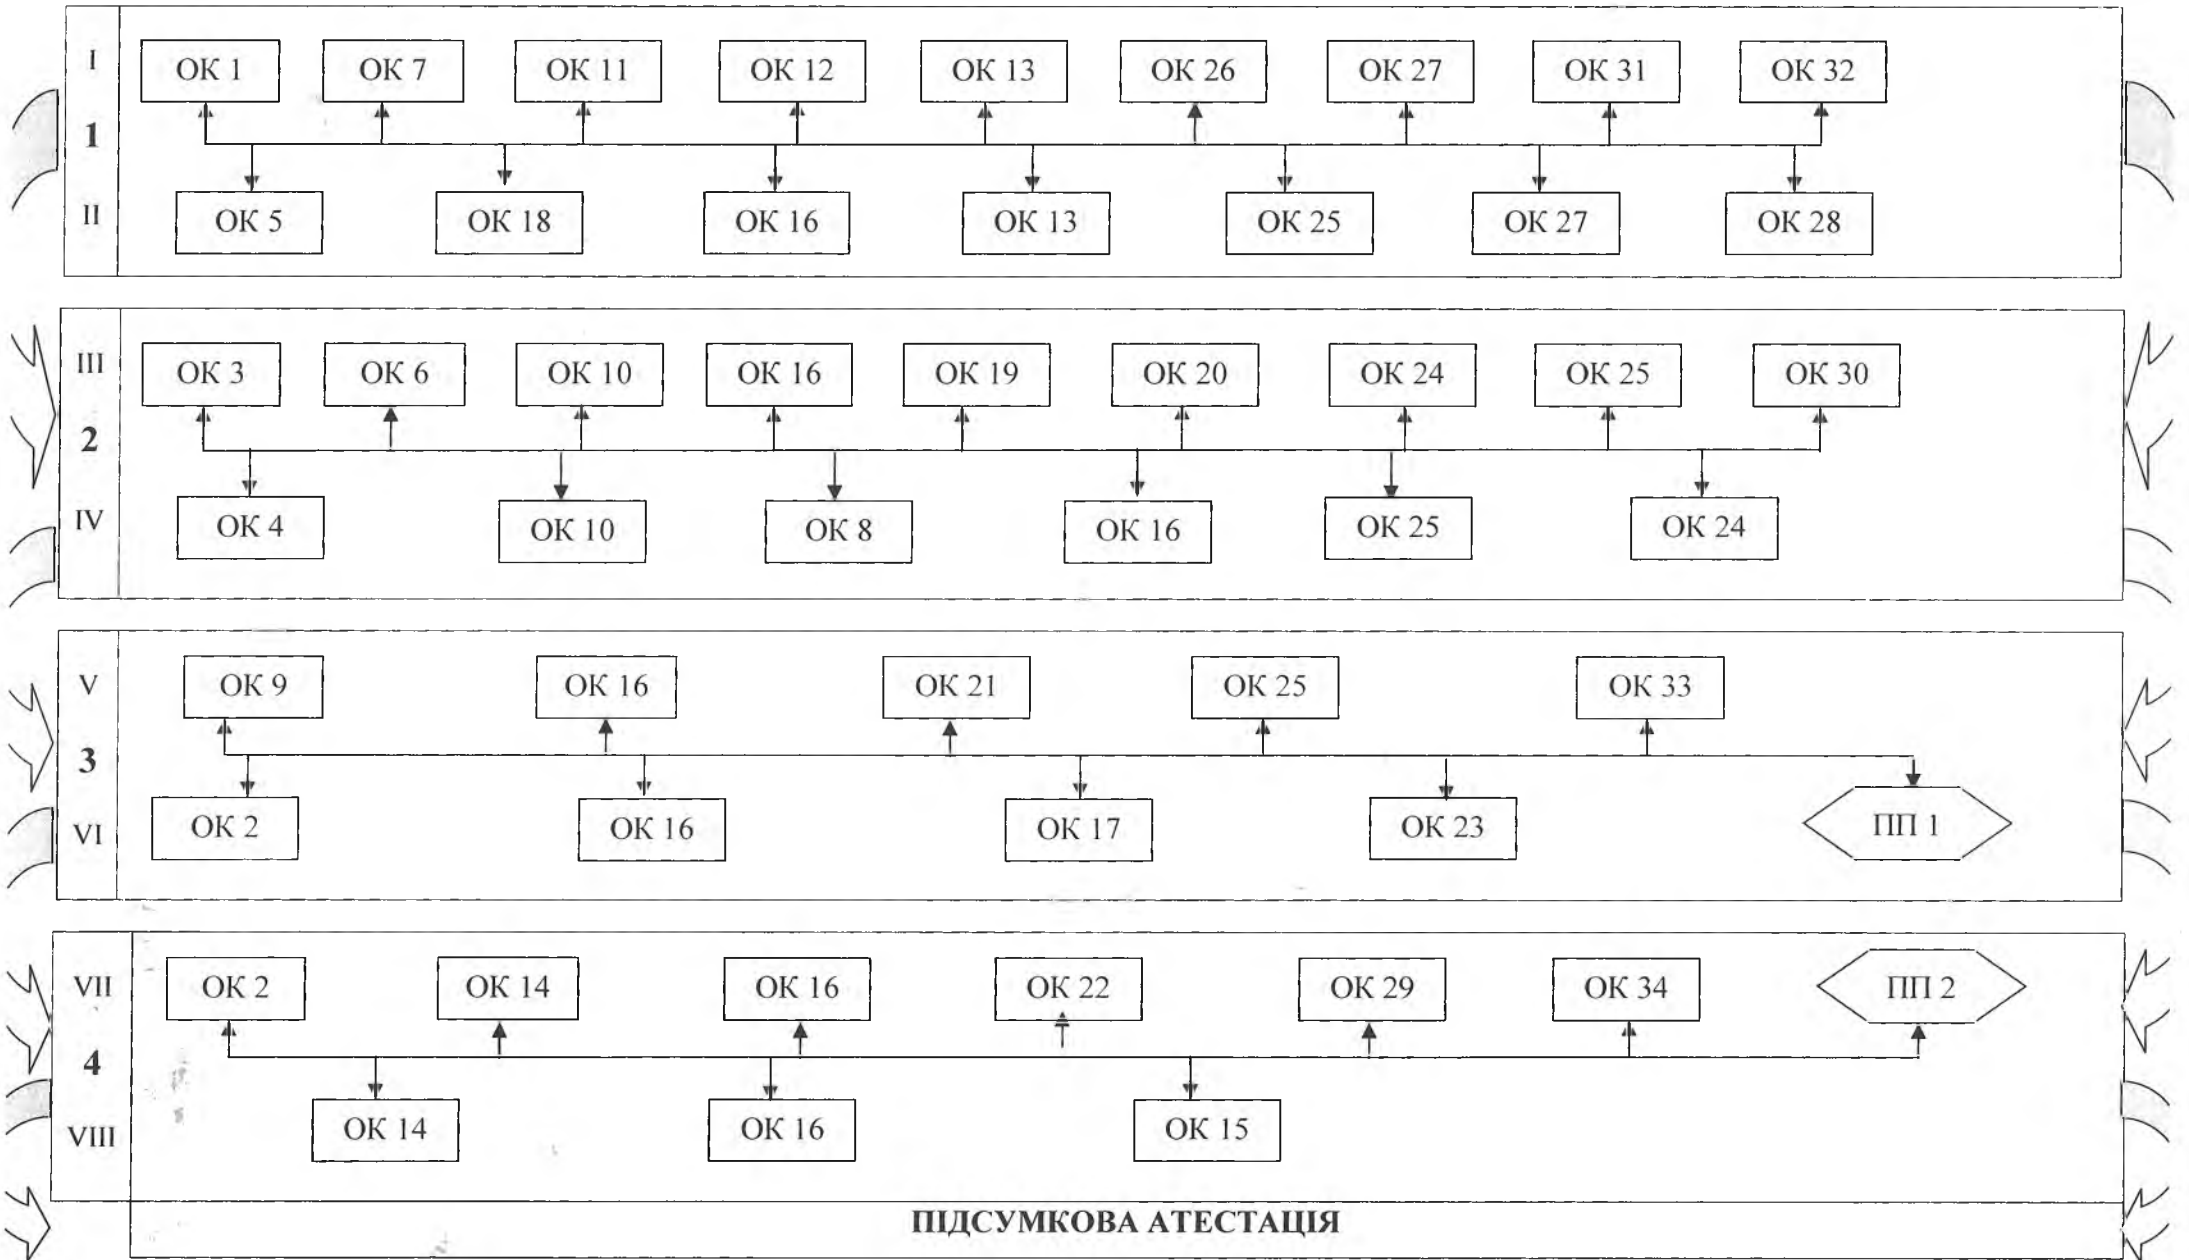 I
ОК 1 ОК 7 ОК 11 ОК 12 ОК 13 ОК 26 ОК 27 ОК 31 ОК 32
1
II
ОК 5 ОК 18 ОК 16 ОК 13 ОК 25 ОК 27 ОК 28
III
ОК 3 ОК 6 ОК 10 ОК 16 ОК 19 ОК 20 ОК 24 ОК 25 ОК 30
2
IV
ОК 4 ОК 10 ОК 8 ОК 16 ОК 25 ОК 24
V
ОК 9 ОК 16 ОК 21 ОК 25 ОК 33
3
VI
ОК 2 ОК 16 ОК 17 ОК 23 ПП 1
VII
ОК 2 ОК 14 ОК 16 ОК 22 ОК 29 ОК 34 ПП 2
4
VIII
ОК 14 ОК 16 ОК 15
ПІДСУМКОВА АТЕСТАЦІЯ